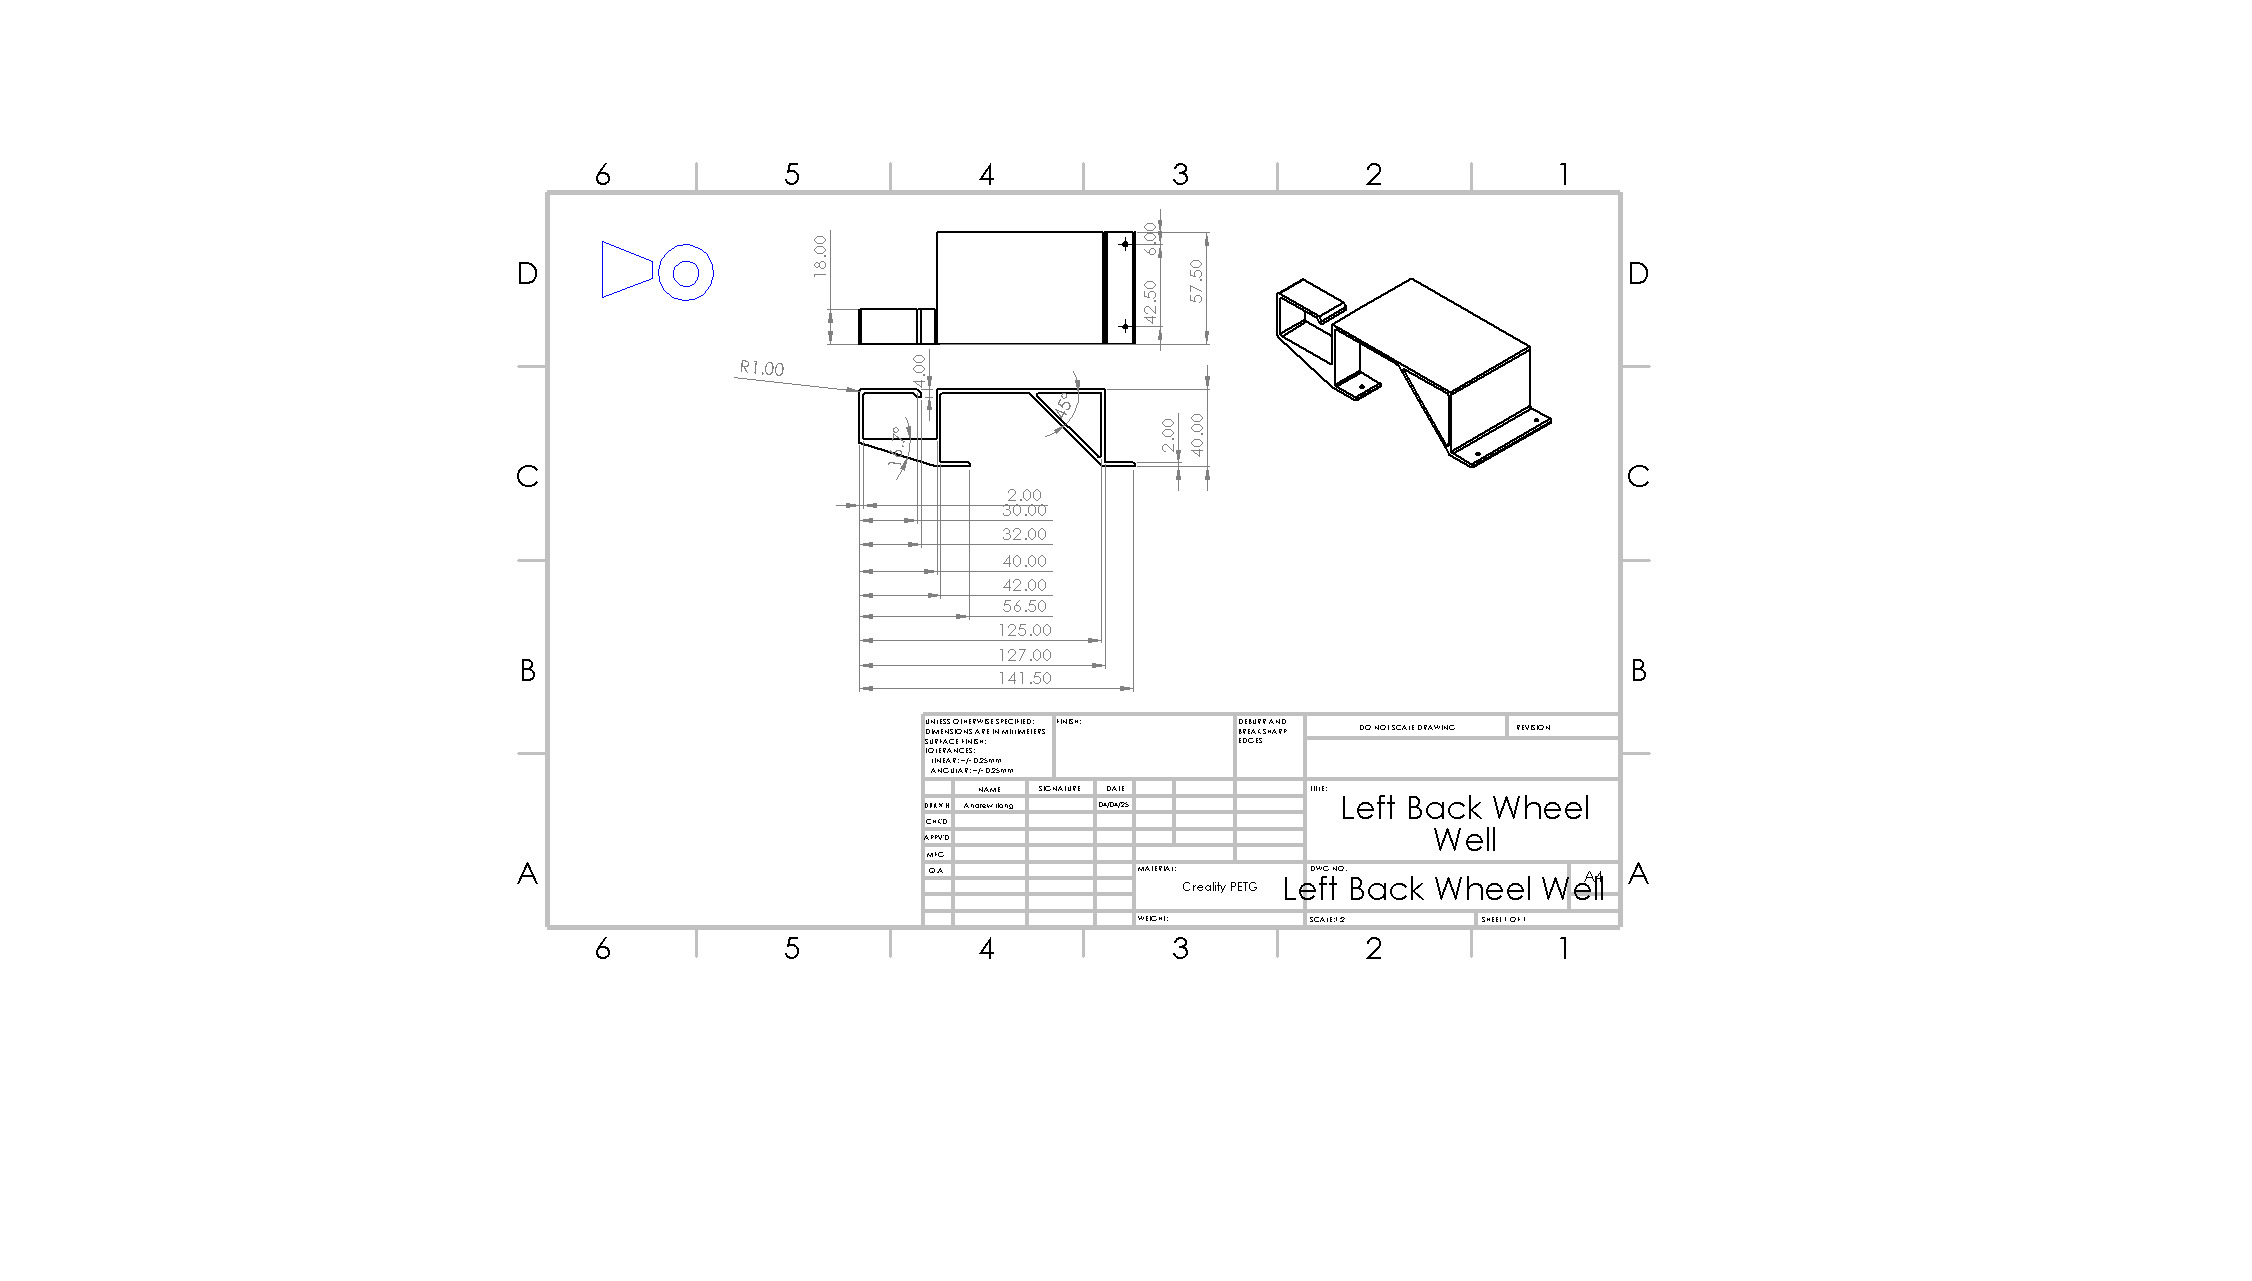 6 5 4 3 2 1
D D
18.00
6.00
42.50
57.50
R1.00
4.00
45°
2.00
40.00
C C
2.00
30.00
32.00
40.00
42.00
56.50
125.00
127.00
141.50
B B
UNLESS OTHERWISE SPECIFIED:
DIMENSIONS ARE IN MILLIMETERS
SURFACE FINISH:
TOLERANCES:
LINEAR: +/- 0.25mm
ANGULAR: +/- 0.25mm
FINISH:
DEBURR AND
BREAK SHARP
EDGES
DO NOT SCALE DRAWING
REVISION
NAME SIGNATURE DATE
DRAWN Andrew Hong 04/04/25
CHK'D
APPV'D
MFG
Q.A
TITLE:
Left Back Wheel
Well
MATERIAL:
Creality PETG
DWG NO.
Left Back Wheel Well
A4
A A
WEIGHT:
SCALE:1:2
SHEET 1 OF 1
6 5 4 3 2 1